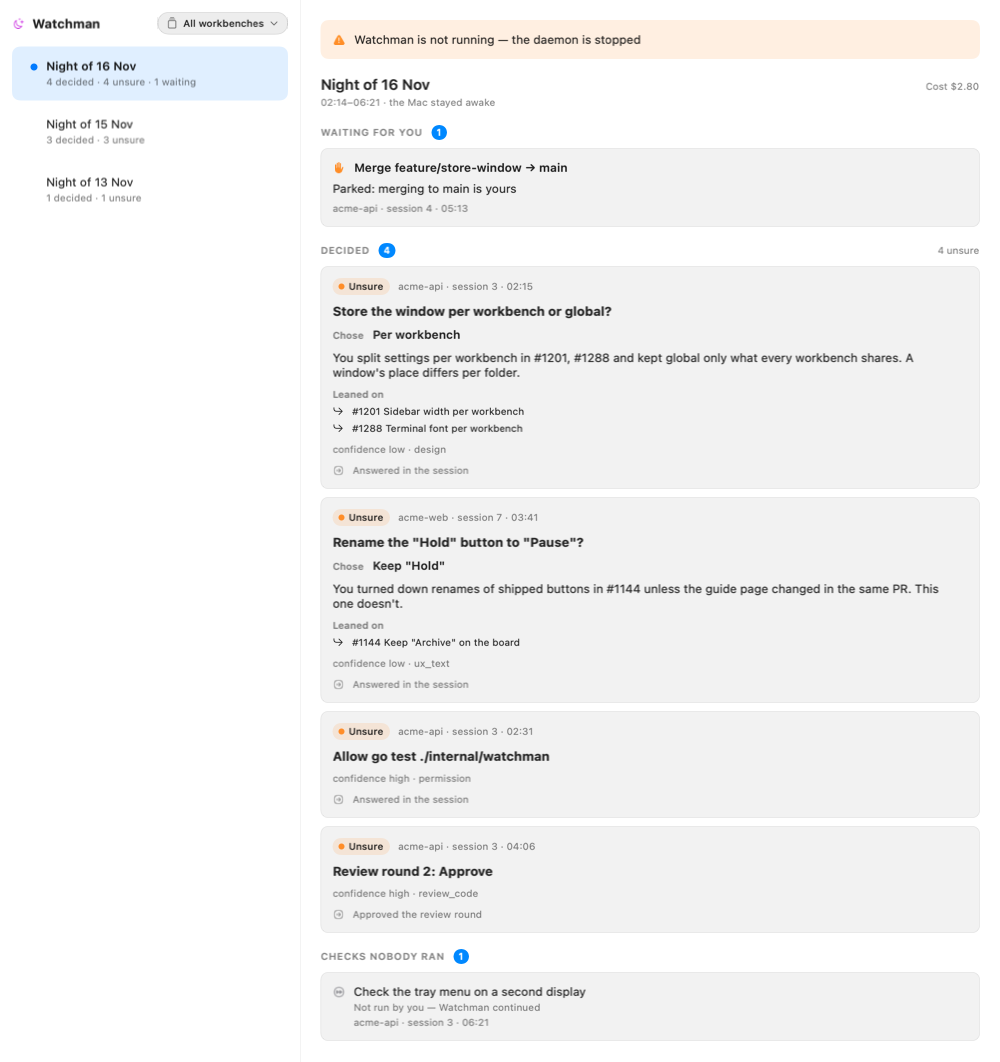 Watchman
All workbenches
Night of 16 Nov
4 decided · 4 unsure · 1 waiting
Night of 15 Nov
3 decided · 3 unsure
Night of 13 Nov
1 decided · 1 unsure
Watchman is not running — the daemon is stopped
Night of 16 Nov
Cost $2.80
02:14–06:21 · the Mac stayed awake
WAITING FOR YOU 1
Merge feature/store-window → main
Parked: merging to main is yours
acme-api · session 4 · 05:13
DECIDED 4
4 unsure
Unsure acme-api · session 3 · 02:15
Store the window per workbench or global?
Chose Per workbench
You split settings per workbench in #1201, #1288 and kept global only what every workbench shares. A
window's place differs per folder.
Leaned on
#1201 Sidebar width per workbench
#1288 Terminal font per workbench
confidence low · design
Answered in the session
Unsure acme-web · session 7 · 03:41
Rename the "Hold" button to "Pause"?
Chose Keep "Hold"
You turned down renames of shipped buttons in #1144 unless the guide page changed in the same PR. This
one doesn't.
Leaned on
#1144 Keep "Archive" on the board
confidence low · ux_text
Answered in the session
Unsure acme-api · session 3 · 02:31
Allow go test ./internal/watchman
confidence high · permission
Answered in the session
Unsure acme-api · session 3 · 04:06
Review round 2: Approve
confidence high · review_code
Approved the review round
CHECKS NOBODY RAN 1
Check the tray menu on a second display
Not run by you — Watchman continued
acme-api · session 3 · 06:21